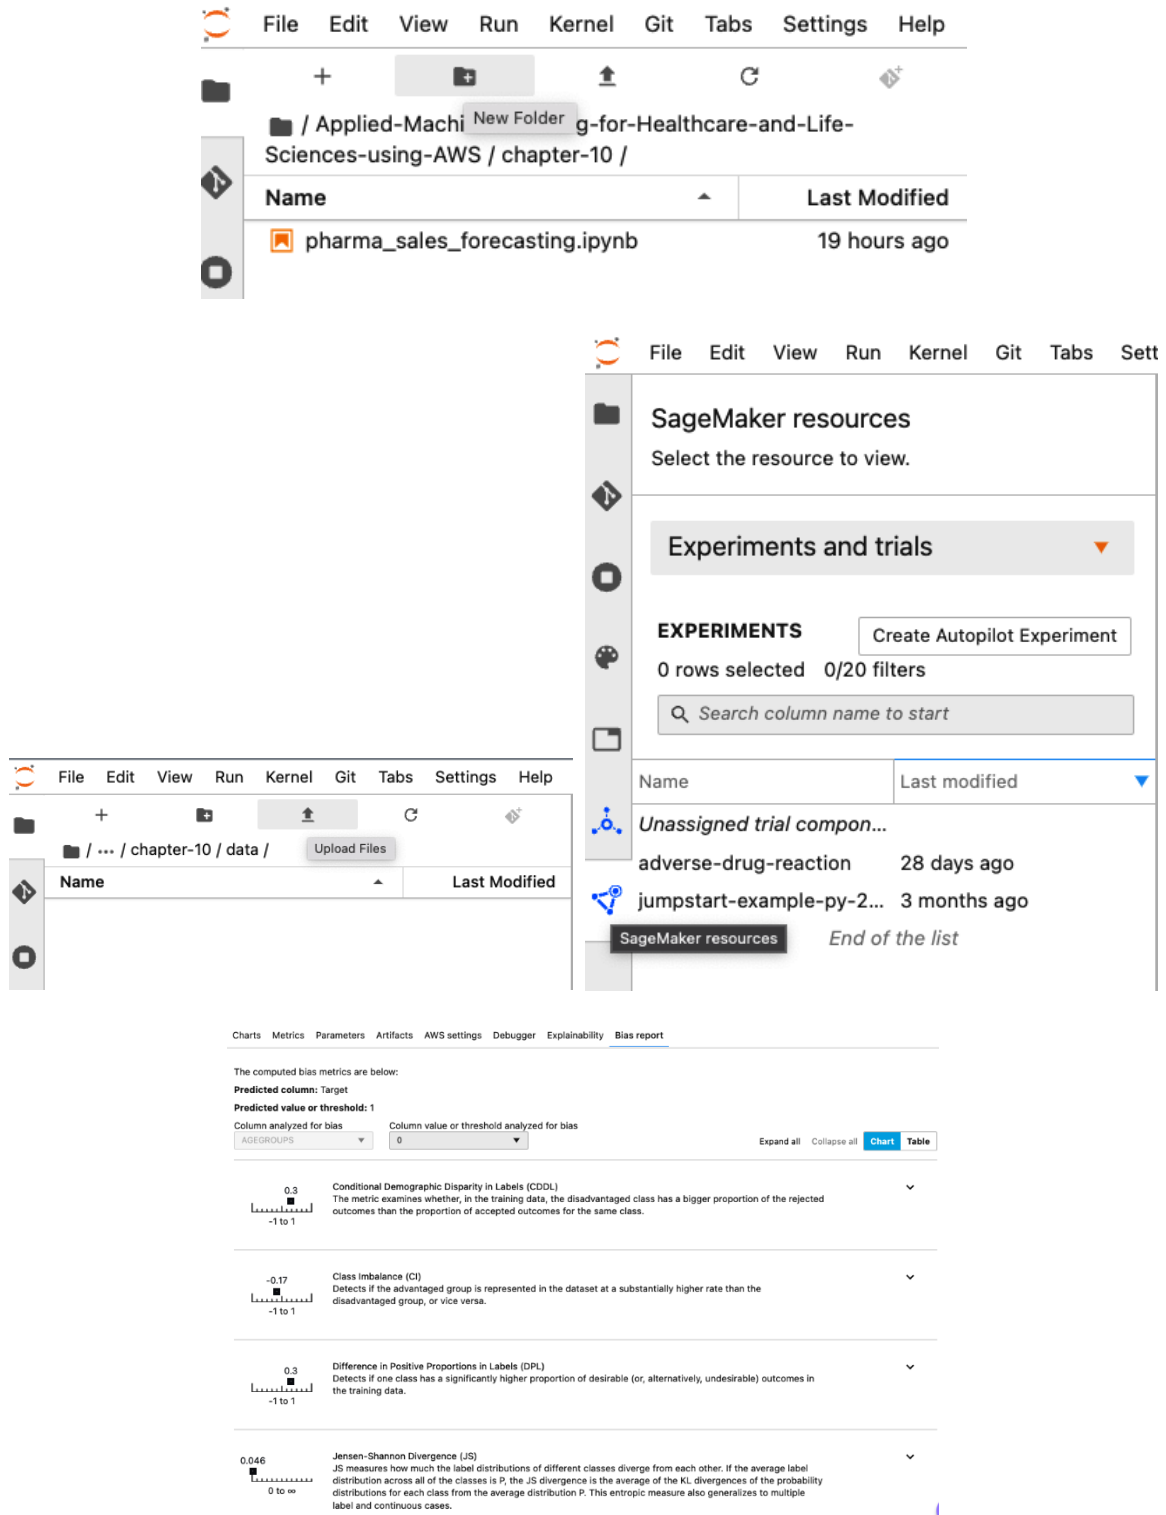 File Edit View Run Kernel Git Tabs Settings Help
New Folder
/ Applied-Machi g-for-Healthcare-and-Life-
Sciences-using-AWS / chapter-10 /
Name Last Modified
pharma_sales_forecasting.ipynb 19 hours ago
File Edit View Run Kernel Git Tabs Sett
SageMaker resources
Select the resource to view.
Experiments and trials
EXPERIMENTS Create Autopilot Experiment
0 rows selected 0/20 filters
Search column name to start
Name Last modified
Unassigned trial compon...
adverse-drug-reaction 28 days ago
jumpstart-example-py-2... 3 months ago
SageMaker resources End of the list
File Edit View Run Kernel Git Tabs Settings Help
/ ... / chapter-10 / data / Upload Files
Name Last Modified
Charts Metrics Parameters Artifacts AWS settings Debugger Explainability Bias report
The computed bias metrics are below:
Predicted column: Target
Predicted value or threshold: 1
Column analyzed for bias Column value or threshold analyzed for bias
AGEGROUPS 0 Expand all Collapse all Chart Table
0.3
-1 to 1
Conditional Demographic Disparity in Labels (CDDL)
The metric examines whether, in the training data, the disadvantaged class has a bigger proportion of the rejected
outcomes than the proportion of accepted outcomes for the same class.
-0.17
-1 to 1
Class Imbalance (CI)
Detects if the advantaged group is represented in the dataset at a substantially higher rate than the
disadvantaged group, or vice versa.
0.3
-1 to 1
Difference in Positive Proportions in Labels (DPL)
Detects if one class has a significantly higher proportion of desirable (or, alternatively, undesirable) outcomes in
the training data.
0.046
0 to ∞
Jensen-Shannon Divergence (JS)
JS measures how much the label distributions of different classes diverge from each other. If the average label
distribution across all of the classes is P, the JS divergence is the average of the KL divergences of the probability
distributions for each class from the average distribution P. This entropic measure also generalizes to multiple
label and continuous cases.